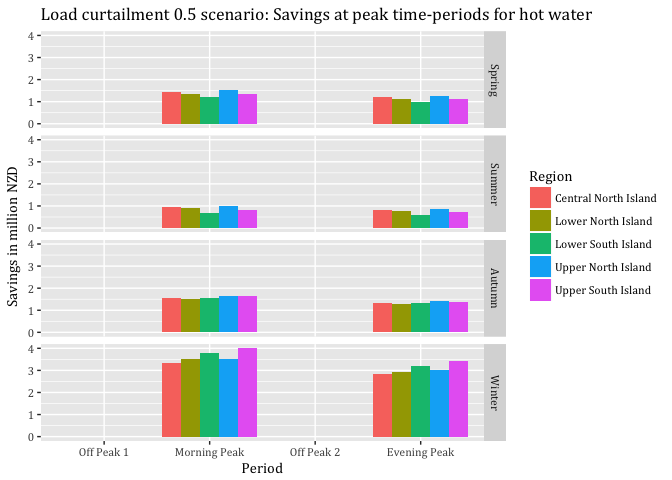 Load curtailment 0.5 scenario: Savings at peak time-periods for hot water
Savings in million NZD
4
3
2
1
0
Spring
4
3
2
1
0
Summer
4
3
2
1
0
Autumn
4
3
2
1
0
Winter
Off Peak 1
Morning Peak
Off Peak 2
Evening Peak
Period
Region
Central North Island
Lower North Island
Lower South Island
Upper North Island
Upper South Island